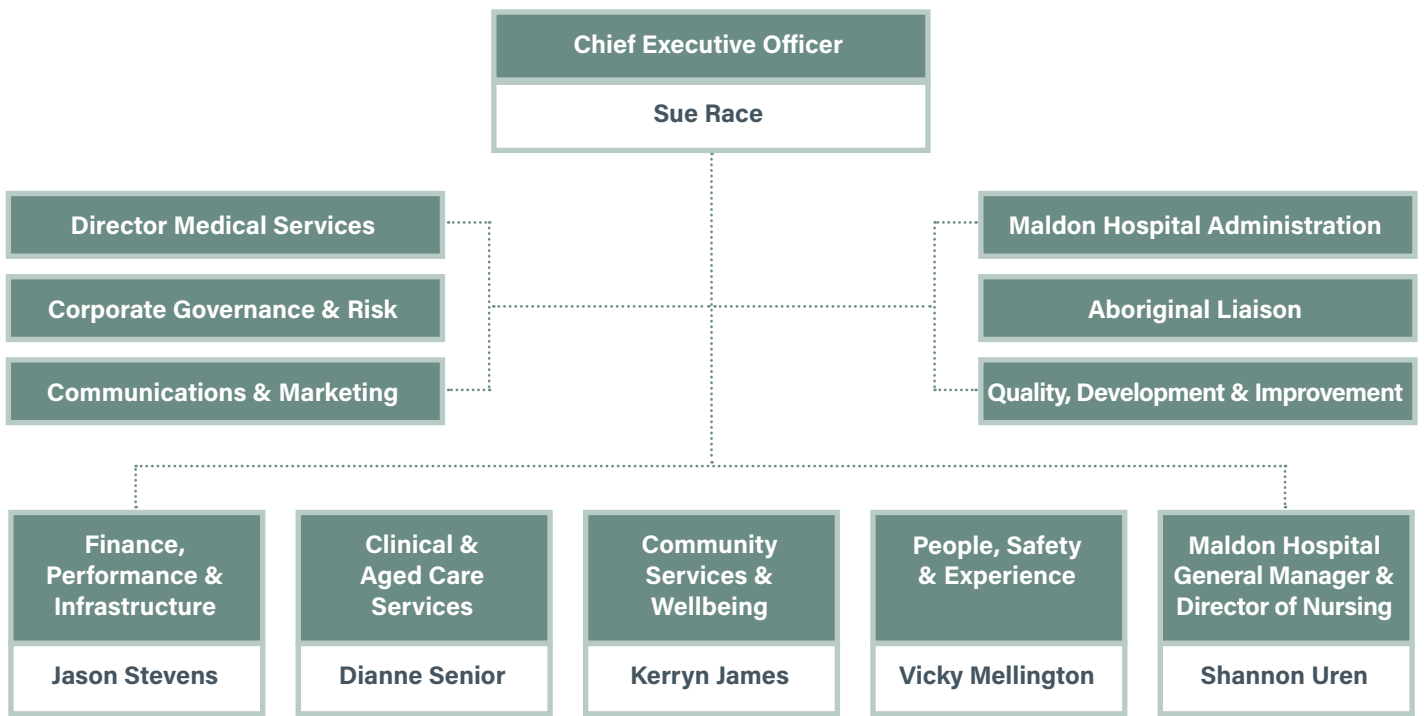 Chief Executive Officer
Sue Race
Director Medical Services
Corporate Governance & Risk
Communications & Marketing
Maldon Hospital Administration
Aboriginal Liaison
Quality, Development & Improvement
Finance,
Performance &
Infrastructure
Jason Stevens
Clinical &
Aged Care
Services
Dianne Senior
Community
Services &
Wellbeing
Kerryn James
People, Safety
& Experience
Vicky Mellington
Maldon Hospital
General Manager &
Director of Nursing
Shannon Uren